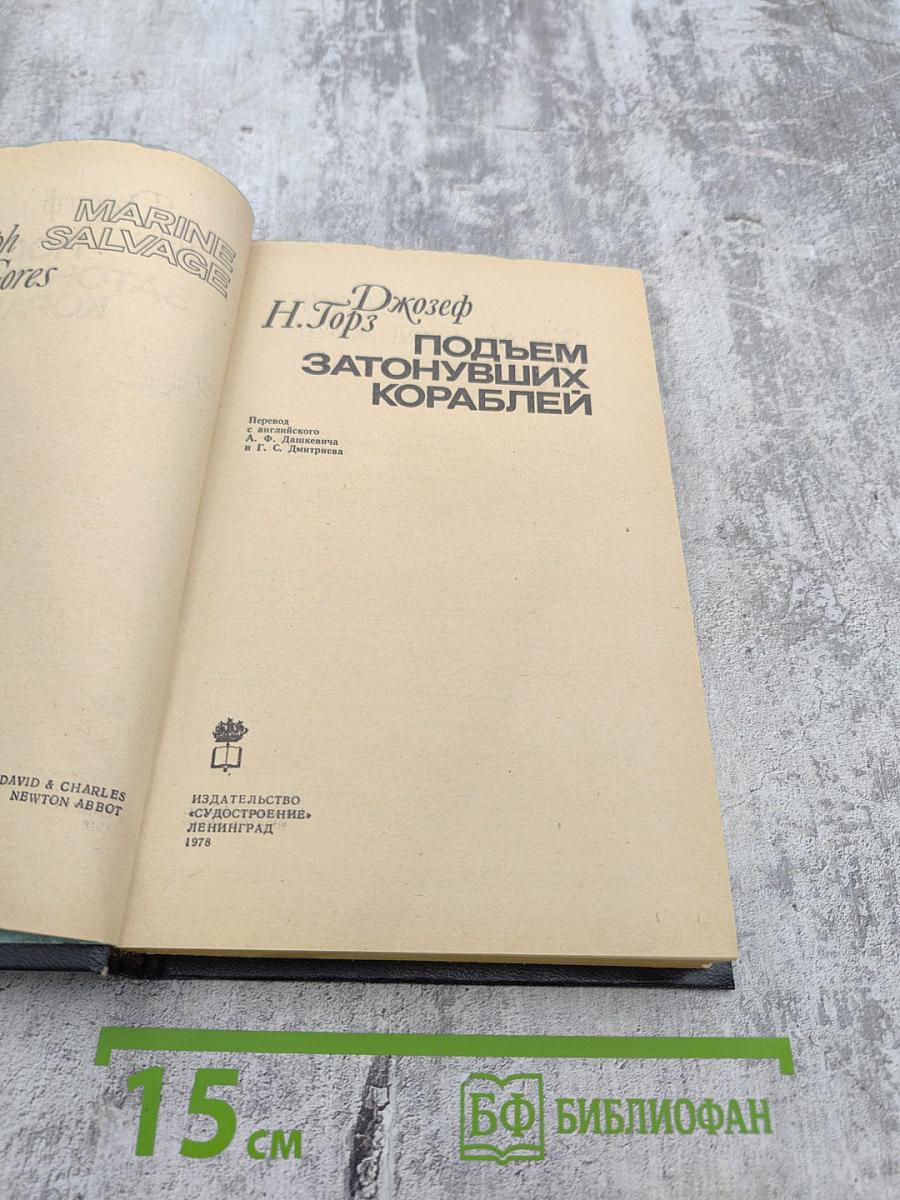 MARINE
SALVAGE
ph
Gores
DAVID & CHARLES
NEWTON ABBOT
Джозеф
Н. Горз
ПОДЪЕМ
ЗАТОНУВШИХ
КОРАБЛЕЙ
Перевод
с английского
А. Ф. Дашкевича
и Г. С. Дмитриева
ИЗДАТЕЛЬСТВО
«СУДОСТРОЕНИЕ»
ЛЕНИНГРАД
1978
15 см
БФ БИБЛИОФАН